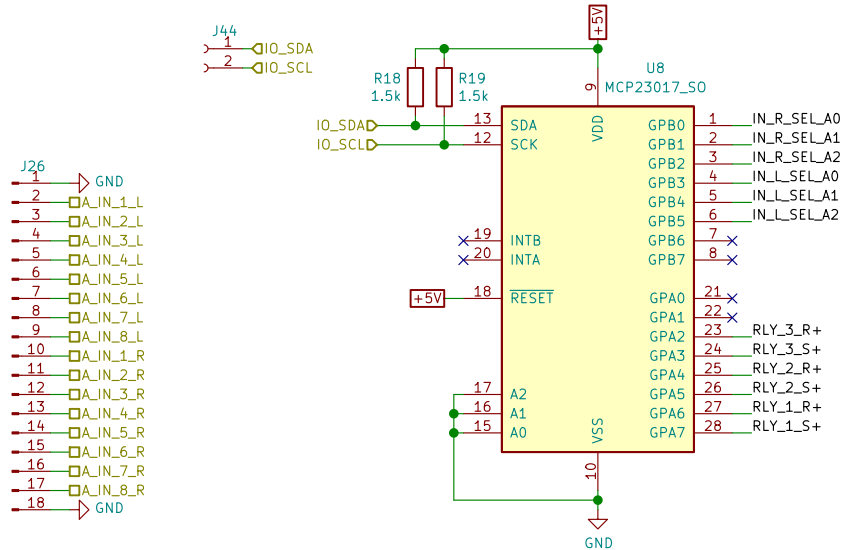 J44
1 IO_SDA
2 IO_SCL
+5V
R18 1.5k
R19 1.5k
U8
MCP23017_SO
9 VDD
IO_SDA 13 SDA
IO_SCL 12 SCK
19 INTB
20 INTA
+5V 18 RESET
17 A2
16 A1
15 A0
GPB0 1 IN_R_SEL_A0
GPB1 2 IN_R_SEL_A1
GPB2 3 IN_R_SEL_A2
GPB3 4 IN_L_SEL_A0
GPB4 5 IN_L_SEL_A1
GPB5 6 IN_L_SEL_A2
GPB6 7
GPB7 8
GPA0 21
GPA1 22
GPA2 23 RLY_3_R+
GPA3 24 RLY_3_S+
GPA4 25 RLY_2_R+
GPA5 26 RLY_2_S+
GPA6 27 RLY_1_R+
GPA7 28 RLY_1_S+
VSS 10
GND
J26
1 GND
2 A_IN_1_L
3 A_IN_2_L
4 A_IN_3_L
5 A_IN_4_L
6 A_IN_5_L
7 A_IN_6_L
8 A_IN_7_L
9 A_IN_8_L
10 A_IN_1_R
11 A_IN_2_R
12 A_IN_3_R
13 A_IN_4_R
14 A_IN_5_R
15 A_IN_6_R
16 A_IN_7_R
17 A_IN_8_R
18 GND